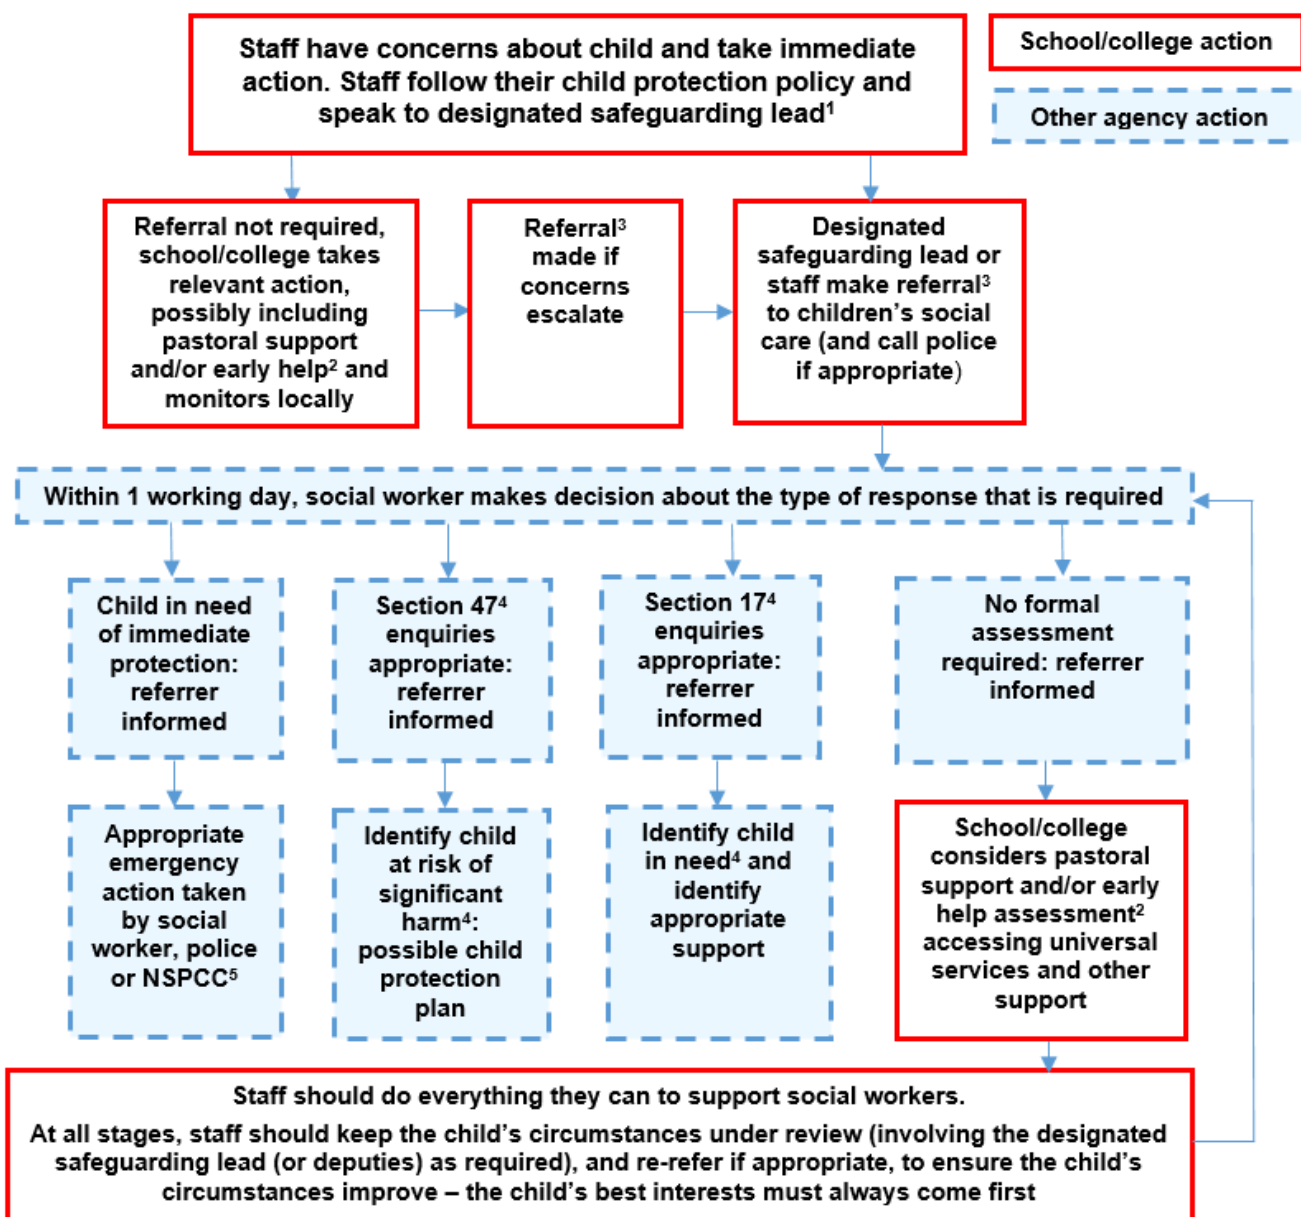 Staff have concerns about child and take immediate
action. Staff follow their child protection policy and
speak to designated safeguarding lead¹
School/college action
Other agency action
Referral not required,
school/college takes
relevant action,
possibly including
pastoral support
and/or early help² and
monitors locally
Referral³
made if
concerns
escalate
Designated
safeguarding lead or
staff make referral³
to children’s social
care (and call police
if appropriate)
Within 1 working day, social worker makes decision about the type of response that is required
Child in need
of immediate
protection:
referrer
informed
Section 47⁴
enquiries
appropriate:
referrer
informed
Section 17⁴
enquiries
appropriate:
referrer
informed
No formal
assessment
required: referrer
informed
Appropriate
emergency
action taken
by social
worker, police
or NSPCC⁵
Identify child
at risk of
significant
harm⁴:
possible child
protection
plan
Identify child
in need⁴ and
identify
appropriate
support
School/college
considers pastoral
support and/or early
help assessment²
accessing universal
services and other
support
Staff should do everything they can to support social workers.
At all stages, staff should keep the child’s circumstances under review (involving the designated
safeguarding lead (or deputies) as required), and re-refer if appropriate, to ensure the child’s
circumstances improve – the child’s best interests must always come first